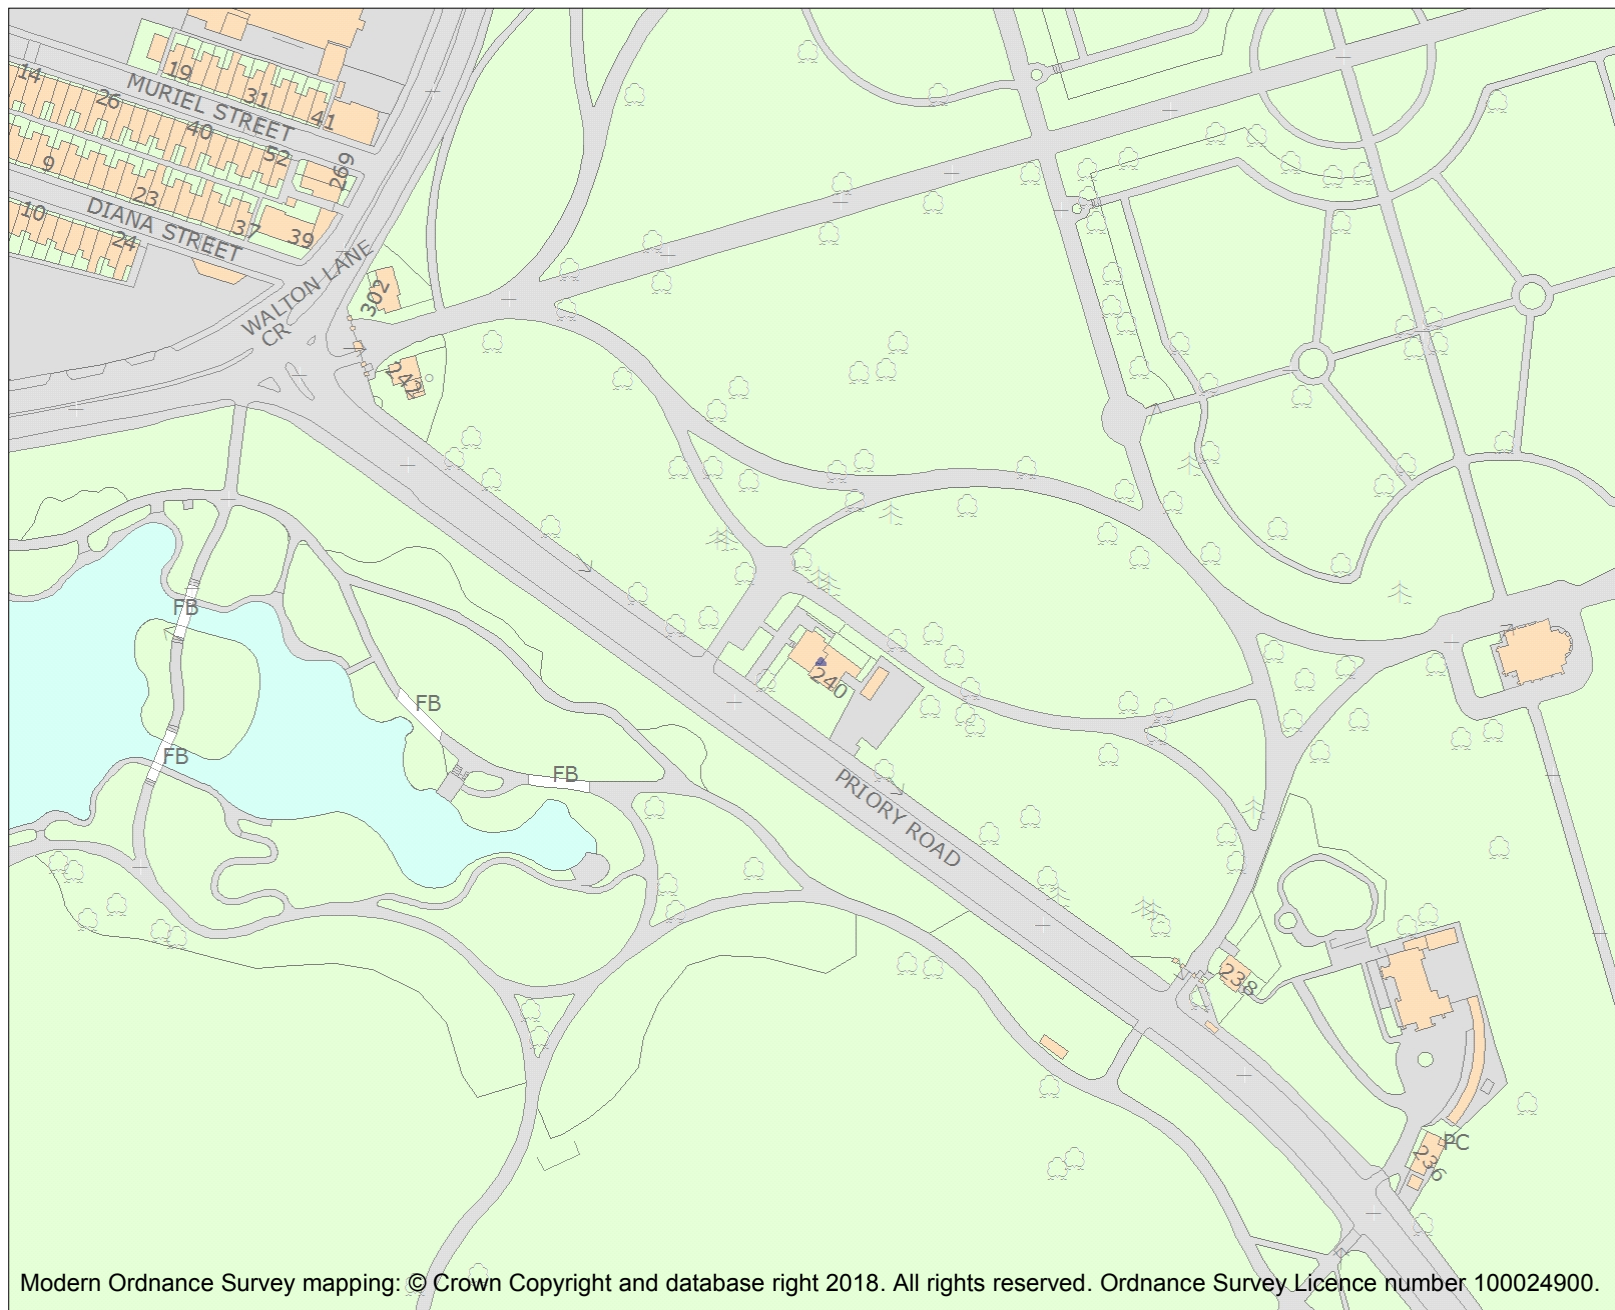 19
31
41
MURIEL STREET
14
26
40
52
269
9
23
37
39
DIANA STREET
10
24
WALTON LANE
CR
302
242
FB
FB
FB
FB
240
PRIORY ROAD
238
PC
236
Modern Ordnance Survey mapping: © Crown Copyright and database right 2018. All rights reserved. Ordnance Survey Licence number 100024900.